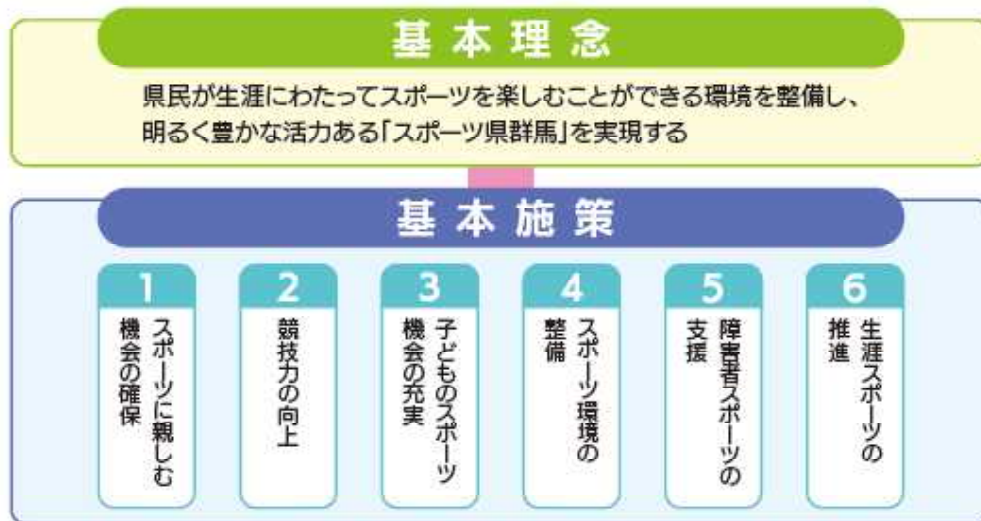 基本理念
県民が生涯にわたってスポーツを楽しむことができる環境を整備し、
明るく豊かな活力ある「スポーツ県群馬」を実現する
基本施策
1
スポーツに親しむ
機会の確保
2
競技力の向上
3
子どものスポーツ
機会の充実
4
スポーツ環境の
整備
5
障害者スポーツの
支援
6
生涯スポーツの
推進